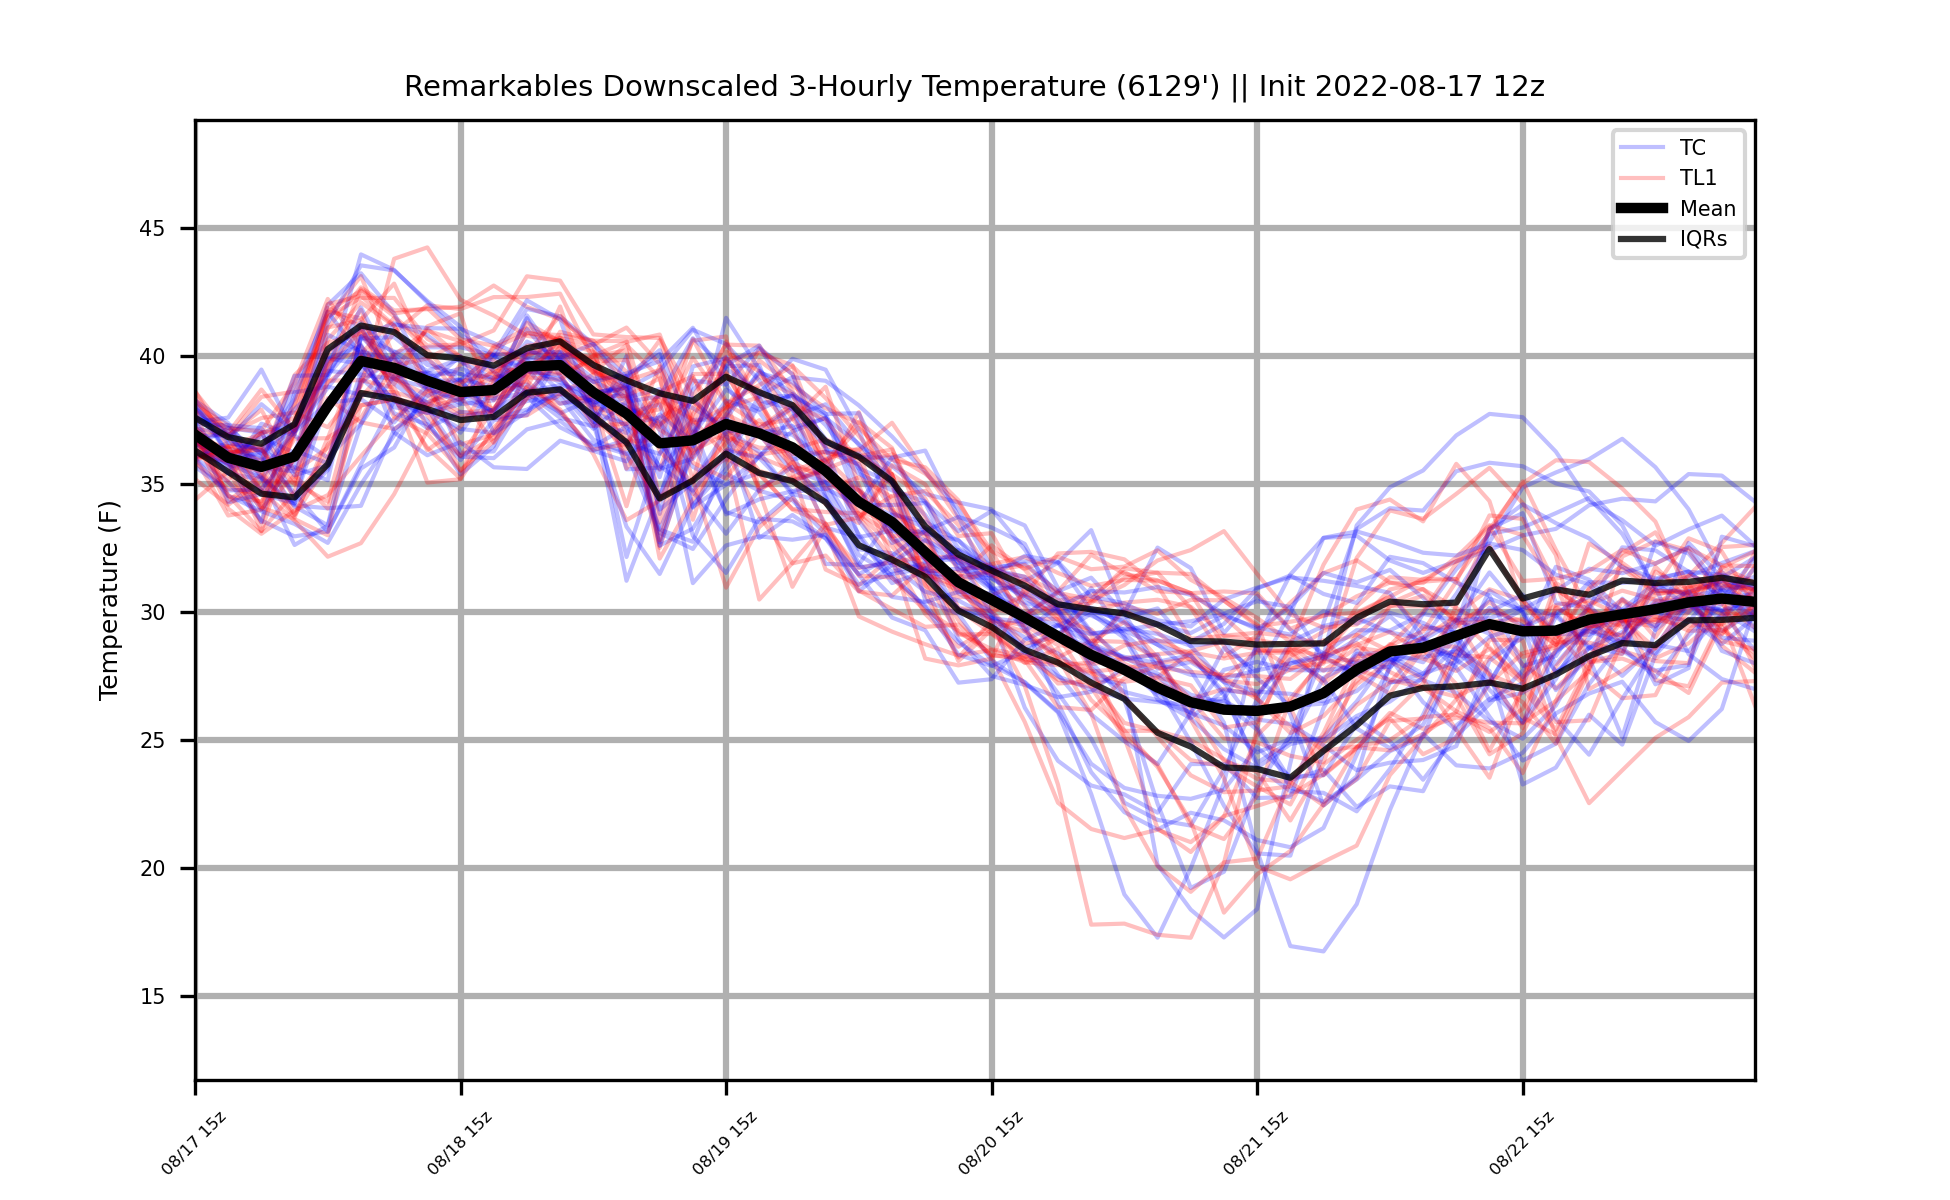 Remarkables Downscaled 3-Hourly Temperature (6129') || Init 2022-08-17 12z
TC
TL1
Mean
IQRs
Temperature (F)
45
40
35
30
25
20
15
08/17 15z
08/18 15z
08/19 15z
08/20 15z
08/21 15z
08/22 15z